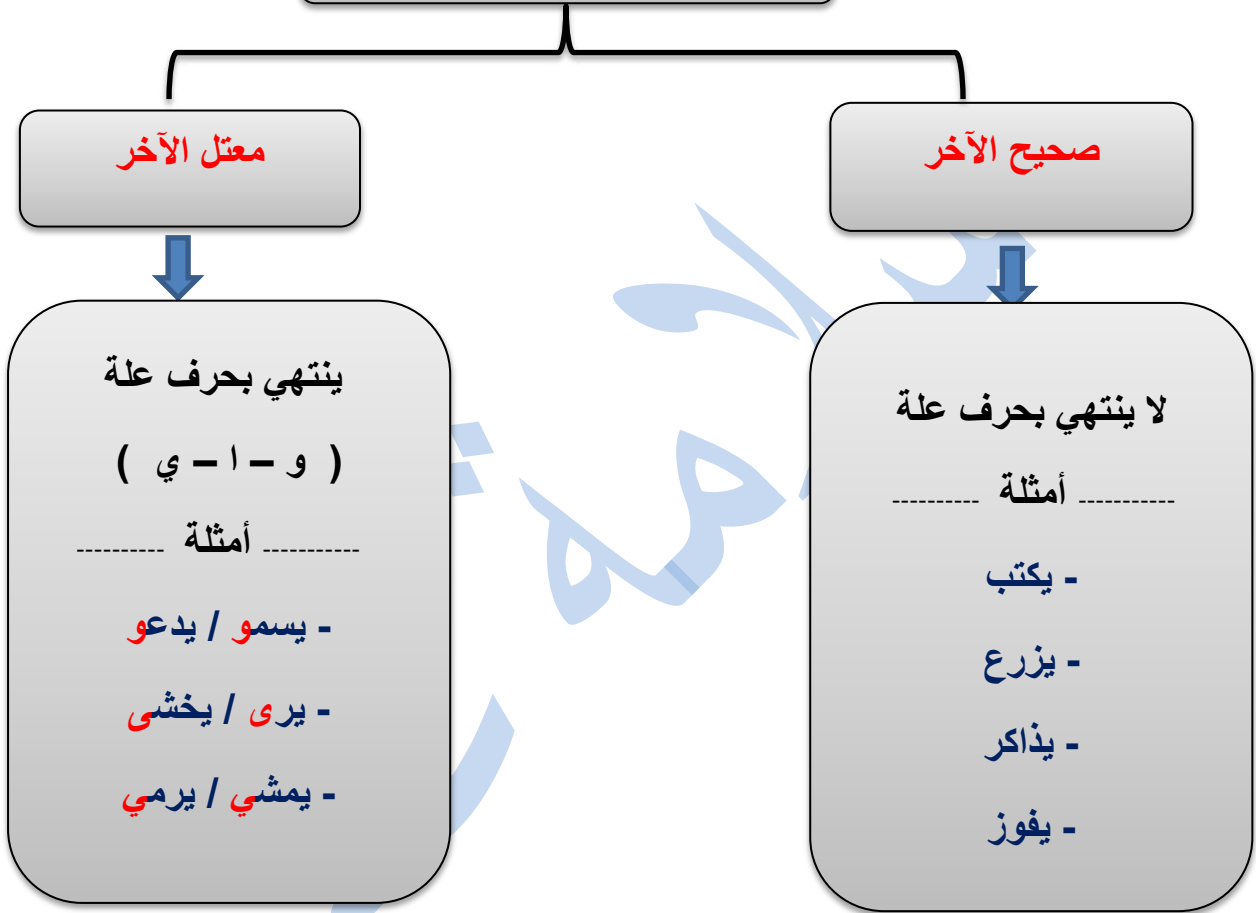 صحيح الآخر
لا ينتهي بحرف علة
----------- أمثلة ----------
- يكتب
- يزرع
- يذاكر
- يفوز
معتل الآخر
ينتهي بحرف علة
( و – ا – ي )
----------- أمثلة ----------
- يسمو / يدعو
- يرى / يخشى
- يمشي / يرمي